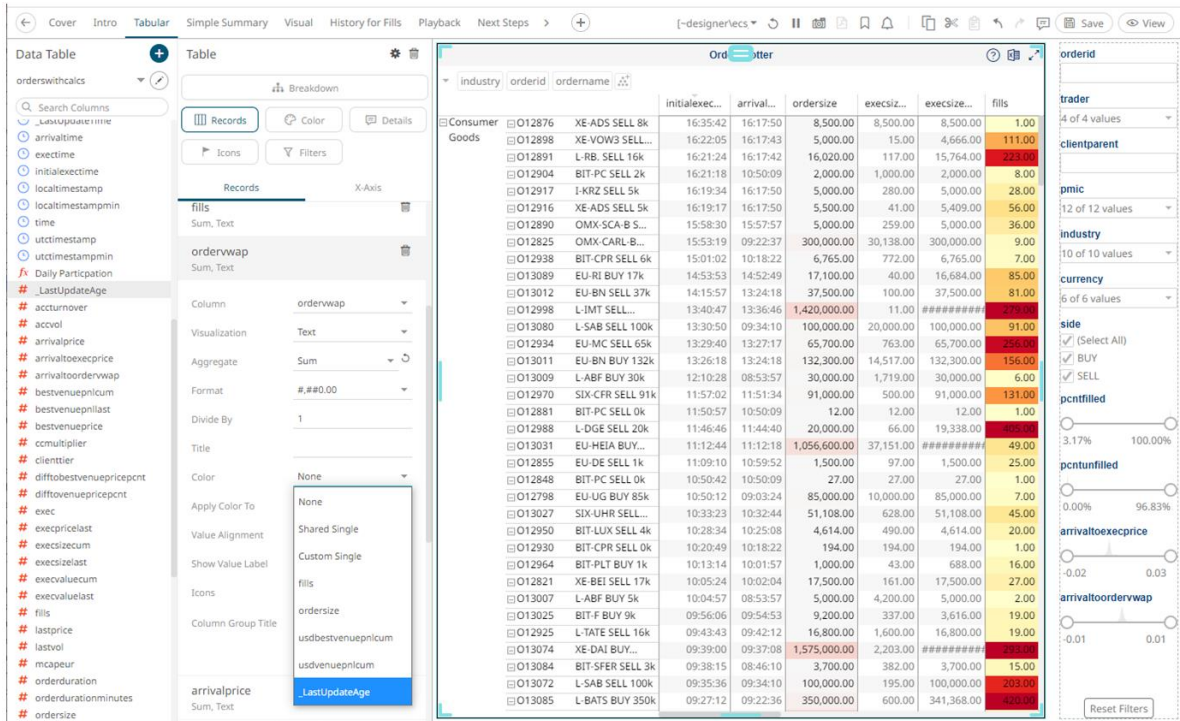 Cover Intro Tabular Simple Summary Visual History for Fills Playback Next Steps > + [~designer\ecs Save View
Data Table
orderswithcalcs
Search Columns
_LastUpdateTime
arrivaltime
exectime
initialexectime
localtimestamp
localtimestampmin
time
utctimestamp
utctimestampmin
fx Daily Particpation
# _LastUpdateAge
# accturnover
# accvol
# arrivalprice
# arrivaltoexecprice
# arrivaltoordervwap
# bestvenuepnlcum
# bestvenuepnllast
# bestvenueprice
# ccmultiplier
# clienttier
# difftobestvenuepricepcnt
# difftovenuepricepcnt
# exec
# execpricelast
# execsizecum
# execsizelast
# execvaluecum
# execvaluelast
# fills
# lastprice
# lastvol
# mcapeur
# orderduration
# orderdurationminutes
# ordersize
Table
Breakdown
Records Color Details
Icons Filters
Records X-Axis
fills
Sum, Text
ordervwap
Sum, Text
Column ordervwap
Visualization Text
Aggregate Sum
Format #,##0.00
Divide By 1
Title
Color None
Apply Color To
Value Alignment
Show Value Label
Icons
Column Group Title
None
Shared Single
Custom Single
fills
ordersize
usdbestvenuepnlcum
usdvenuepnlcum
_LastUpdateAge
arrivalprice
Sum, Text
industry orderid ordername
initialexec... arrival... ordersize execsiz... execsize... fills
Consumer O12876 XE-ADS SELL 8k 16:35:42 16:17:50 8,500.00 8,500.00 8,500.00 1.00
Goods O12898 XE-VOW3 SELL... 16:22:05 16:17:43 5,000.00 15.00 4,666.00 111.00
O12891 L-RB. SELL 16k 16:21:24 16:17:42 16,020.00 117.00 15,764.00 223.00
O12904 BIT-PC SELL 2k 16:21:18 10:50:09 2,000.00 1,000.00 2,000.00 8.00
O12917 I-KRZ SELL 5k 16:19:34 16:17:50 5,000.00 280.00 5,000.00 28.00
O12916 XE-ADS SELL 5k 16:19:17 16:17:50 5,500.00 41.00 5,409.00 56.00
O12890 OMX-SCA-B S... 15:58:30 15:57:57 5,000.00 259.00 5,000.00 36.00
O12825 OMX-CARL-B... 15:53:19 09:22:37 300,000.00 30,138.00 300,000.00 9.00
O12938 BIT-CPR SELL 6k 15:01:02 10:18:22 6,765.00 772.00 6,765.00 7.00
O13089 EU-RI BUY 17k 14:53:53 14:52:49 17,100.00 40.00 16,684.00 85.00
O13012 EU-BN SELL 37k 14:15:57 13:24:18 37,500.00 100.00 37,500.00 81.00
O12998 L-IMT SELL... 13:40:47 13:36:46 1,420,000.00 11.00 ########## 279.00
O13080 L-SAB SELL 100k 13:30:50 09:34:10 100,000.00 20,000.00 100,000.00 91.00
O12934 EU-MC SELL 65k 13:29:40 13:27:17 65,700.00 763.00 65,700.00 256.00
O13011 EU-BN BUY 132k 13:26:18 13:24:18 132,300.00 14,517.00 132,300.00 156.00
O13009 L-ABF BUY 30k 12:10:28 08:53:57 30,000.00 1,719.00 30,000.00 6.00
O12970 SIX-CFR SELL 91k 11:57:02 11:51:34 91,000.00 500.00 91,000.00 131.00
O12881 BIT-PC SELL 0k 11:50:57 10:50:09 12.00 12.00 12.00 1.00
O12988 L-DGE SELL 20k 11:46:46 11:44:40 20,000.00 66.00 19,338.00 405.00
O13031 EU-HEIA BUY... 11:12:44 11:12:18 1,056,600.00 37,151.00 ########## 49.00
O12855 EU-DE SELL 1k 11:09:10 10:59:52 1,500.00 97.00 1,500.00 25.00
O12848 BIT-PC SELL 0k 10:50:42 10:50:09 27.00 27.00 27.00 1.00
O12798 EU-UG BUY 85k 10:50:12 09:03:24 85,000.00 10,000.00 85,000.00 7.00
O13027 SIX-UHR SELL... 10:33:23 10:32:44 51,108.00 628.00 51,108.00 45.00
O12950 BIT-LUX SELL 4k 10:28:34 10:25:08 4,614.00 490.00 4,614.00 20.00
O12930 BIT-CPR SELL 0k 10:20:49 10:18:22 194.00 194.00 194.00 1.00
O12964 BIT-PLT BUY 1k 10:13:14 10:01:57 1,000.00 43.00 688.00 16.00
O12821 XE-BEI SELL 17k 10:05:24 10:02:04 17,500.00 161.00 17,500.00 27.00
O13007 L-ABF BUY 5k 10:04:57 08:53:57 5,000.00 4,200.00 5,000.00 2.00
O13025 BIT-F BUY 9k 09:56:06 09:54:53 9,200.00 337.00 3,616.00 19.00
O12925 L-TATE SELL 16k 09:43:43 09:42:12 16,800.00 1,600.00 16,800.00 19.00
O13074 XE-DAI BUY... 09:39:00 09:37:08 1,575,000.00 2,203.00 ########## 293.00
O13084 BIT-SFER SELL 3k 09:38:15 08:46:10 3,700.00 382.00 3,700.00 15.00
O13072 L-SAB SELL 100k 09:35:36 09:34:10 100,000.00 195.00 100,000.00 203.00
O13085 L-BATS BUY 350k 09:27:12 09:22:36 350,000.00 600.00 341,368.00 420.00
orderid
trader
4 of 4 values
clientparent
pmic
12 of 12 values
industry
10 of 10 values
currency
6 of 6 values
side
(Select All)
BUY
SELL
pcntfilled
3.17% 100.00%
pcntunfilled
0.00% 96.83%
arrivaltoexecprice
-0.02 0.03
arrivaltoordervwap
-0.01 0.01
Reset Filters